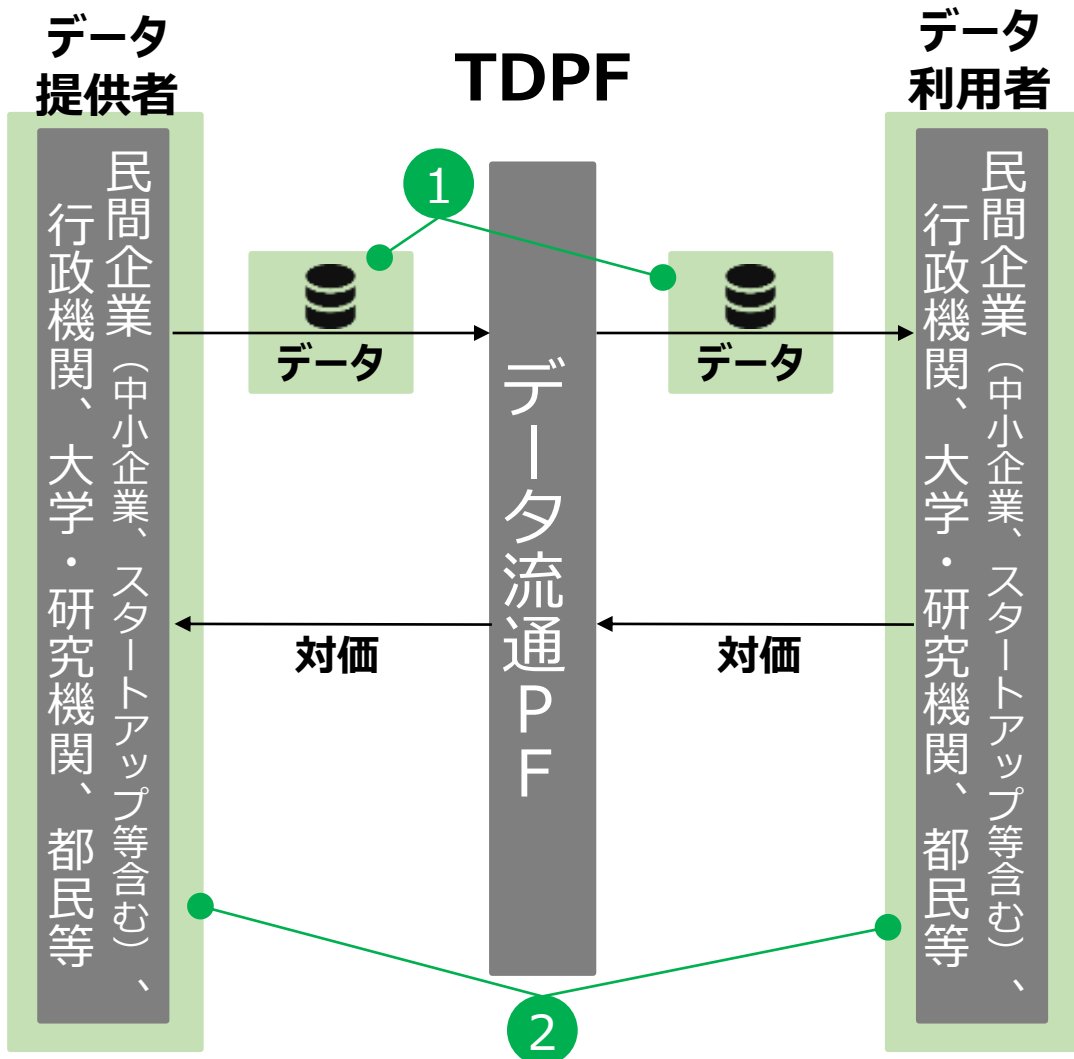 データ
提供者
TDPF
データ
利用者
民間企業（中小企業、スタートアップ等含む）、
行政機関、大学・研究機関、都民等
1
データ
データ流通PF
データ
民間企業（中小企業、スタートアップ等含む）、
行政機関、大学・研究機関、都民等
対価
対価
2